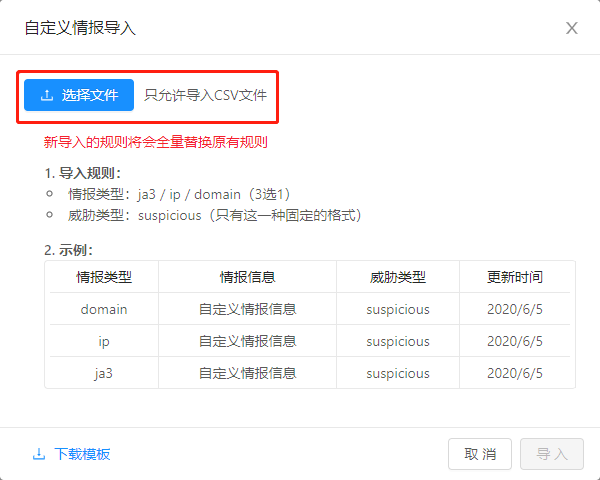 自定义情报导入
选择文件 只允许导入CSV文件
新导入的规则将会全量替换原有规则
1. 导入规则：
情报类型：ja3 / ip / domain（3选1）
威胁类型：suspicious（只有这一种固定的格式）
2. 示例：
情报类型 情报信息 威胁类型 更新时间
domain 自定义情报信息 suspicious 2020/6/5
ip 自定义情报信息 suspicious 2020/6/5
ja3 自定义情报信息 suspicious 2020/6/5
下载模板 取 消 导 入